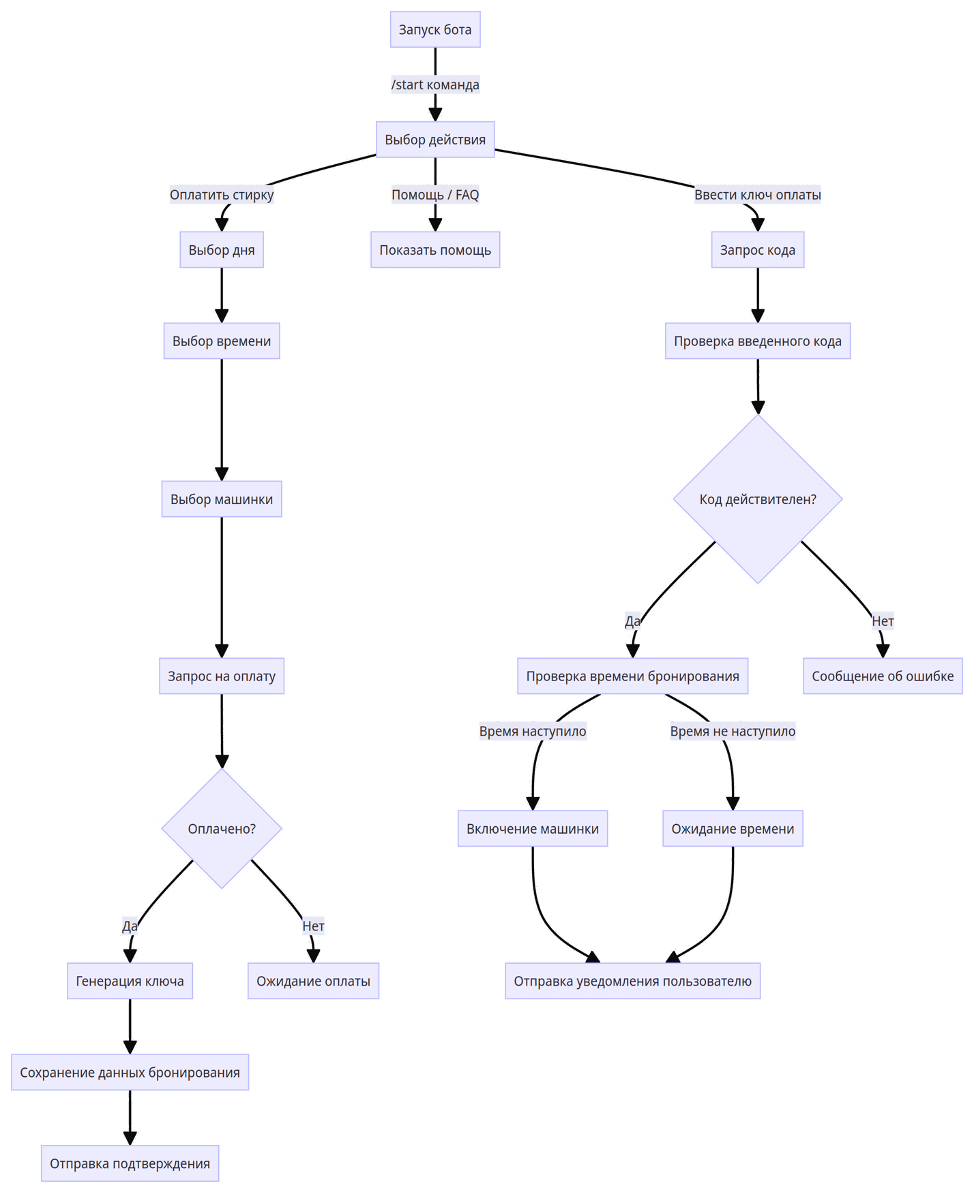 Запуск бота
/start команда
Выбор действия
Оплатить стирку
Помощь / FAQ
Ввести ключ оплаты
Выбор дня
Показать помощь
Запрос кода
Выбор времени
Проверка введенного кода
Выбор машинки
Код действителен?
Да
Нет
Запрос на оплату
Проверка времени бронирования
Сообщение об ошибке
Время наступило
Время не наступило
Оплачено?
Включение машинки
Ожидание времени
Да
Нет
Генерация ключа
Ожидание оплаты
Отправка уведомления пользователю
Сохранение данных бронирования
Отправка подтверждения